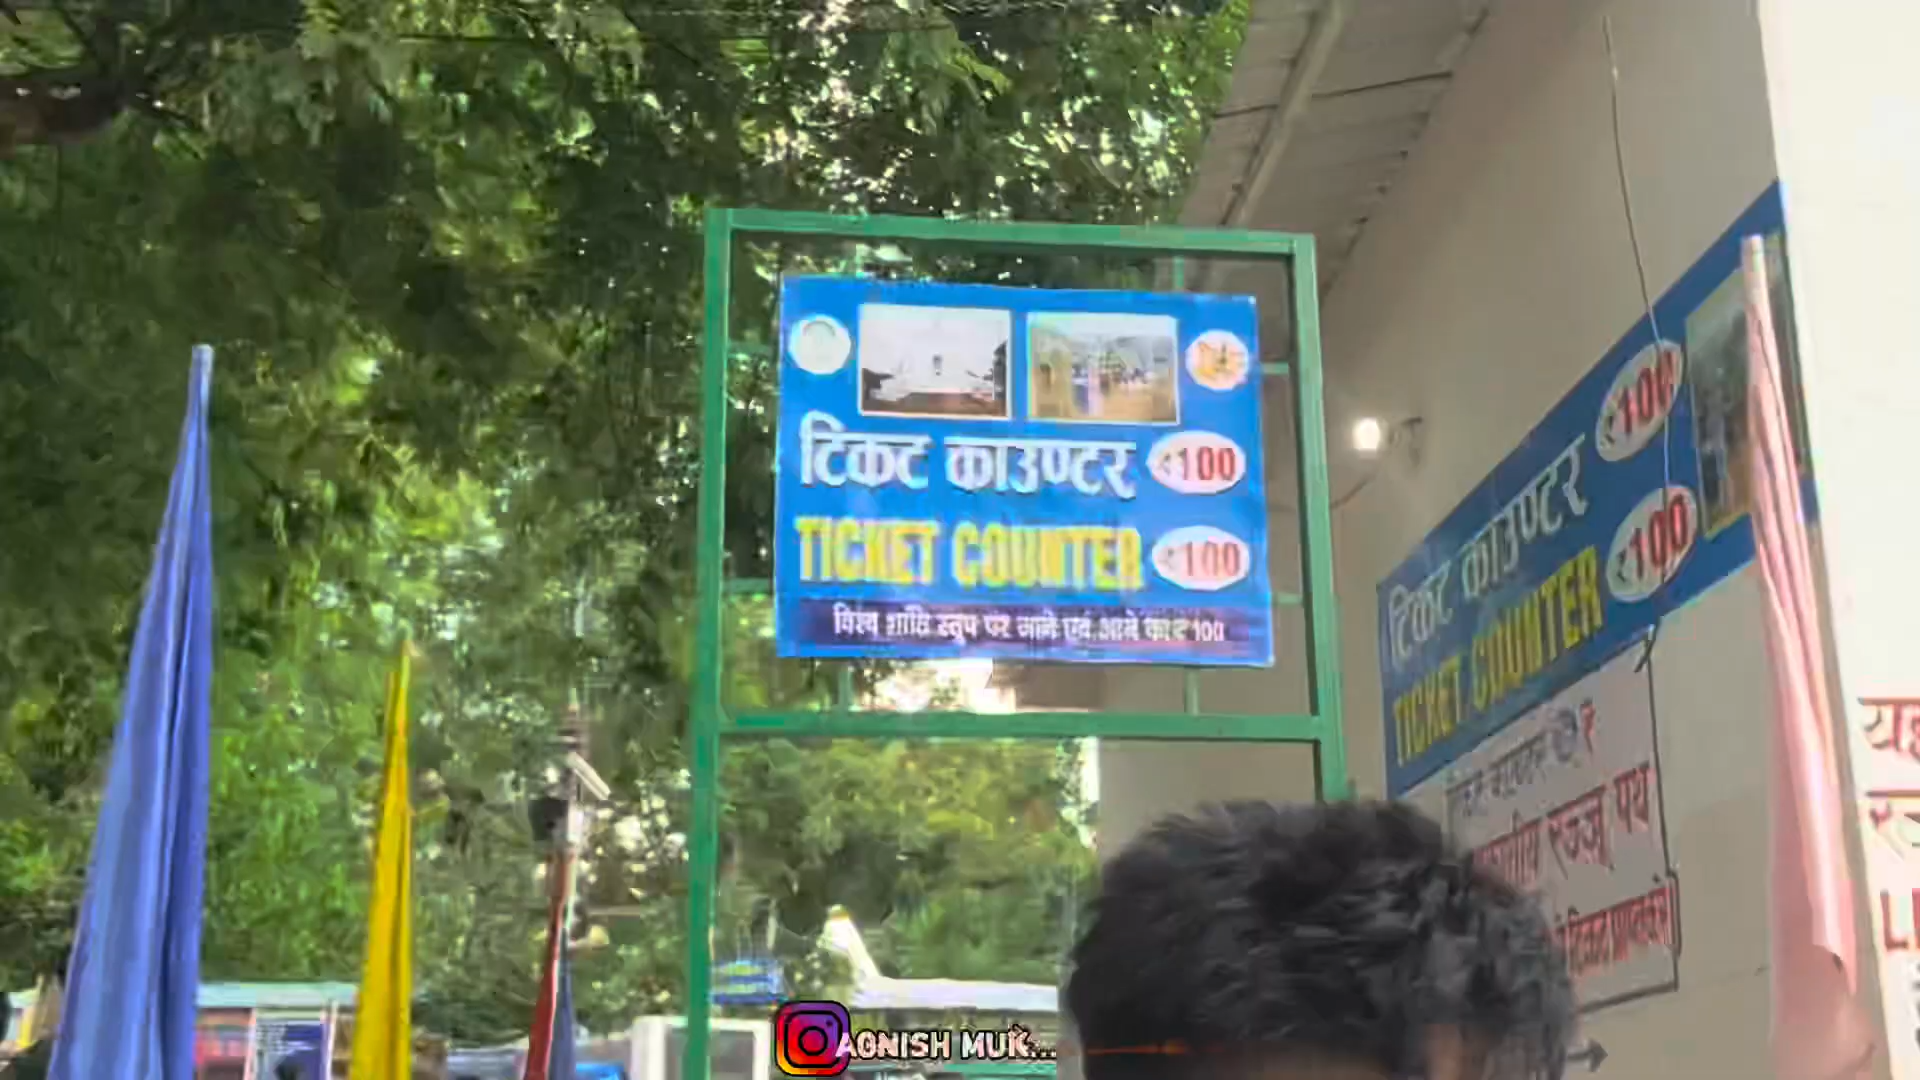 टिकट काउण्टर ₹100
TICKET COUNTER ₹100
विश्व शांति स्तुप पर जाने एवं आने का ₹100
टिकट काउण्टर ₹100
TICKET COUNTER ₹100
रज्जू पथ
AGNISH MUK...